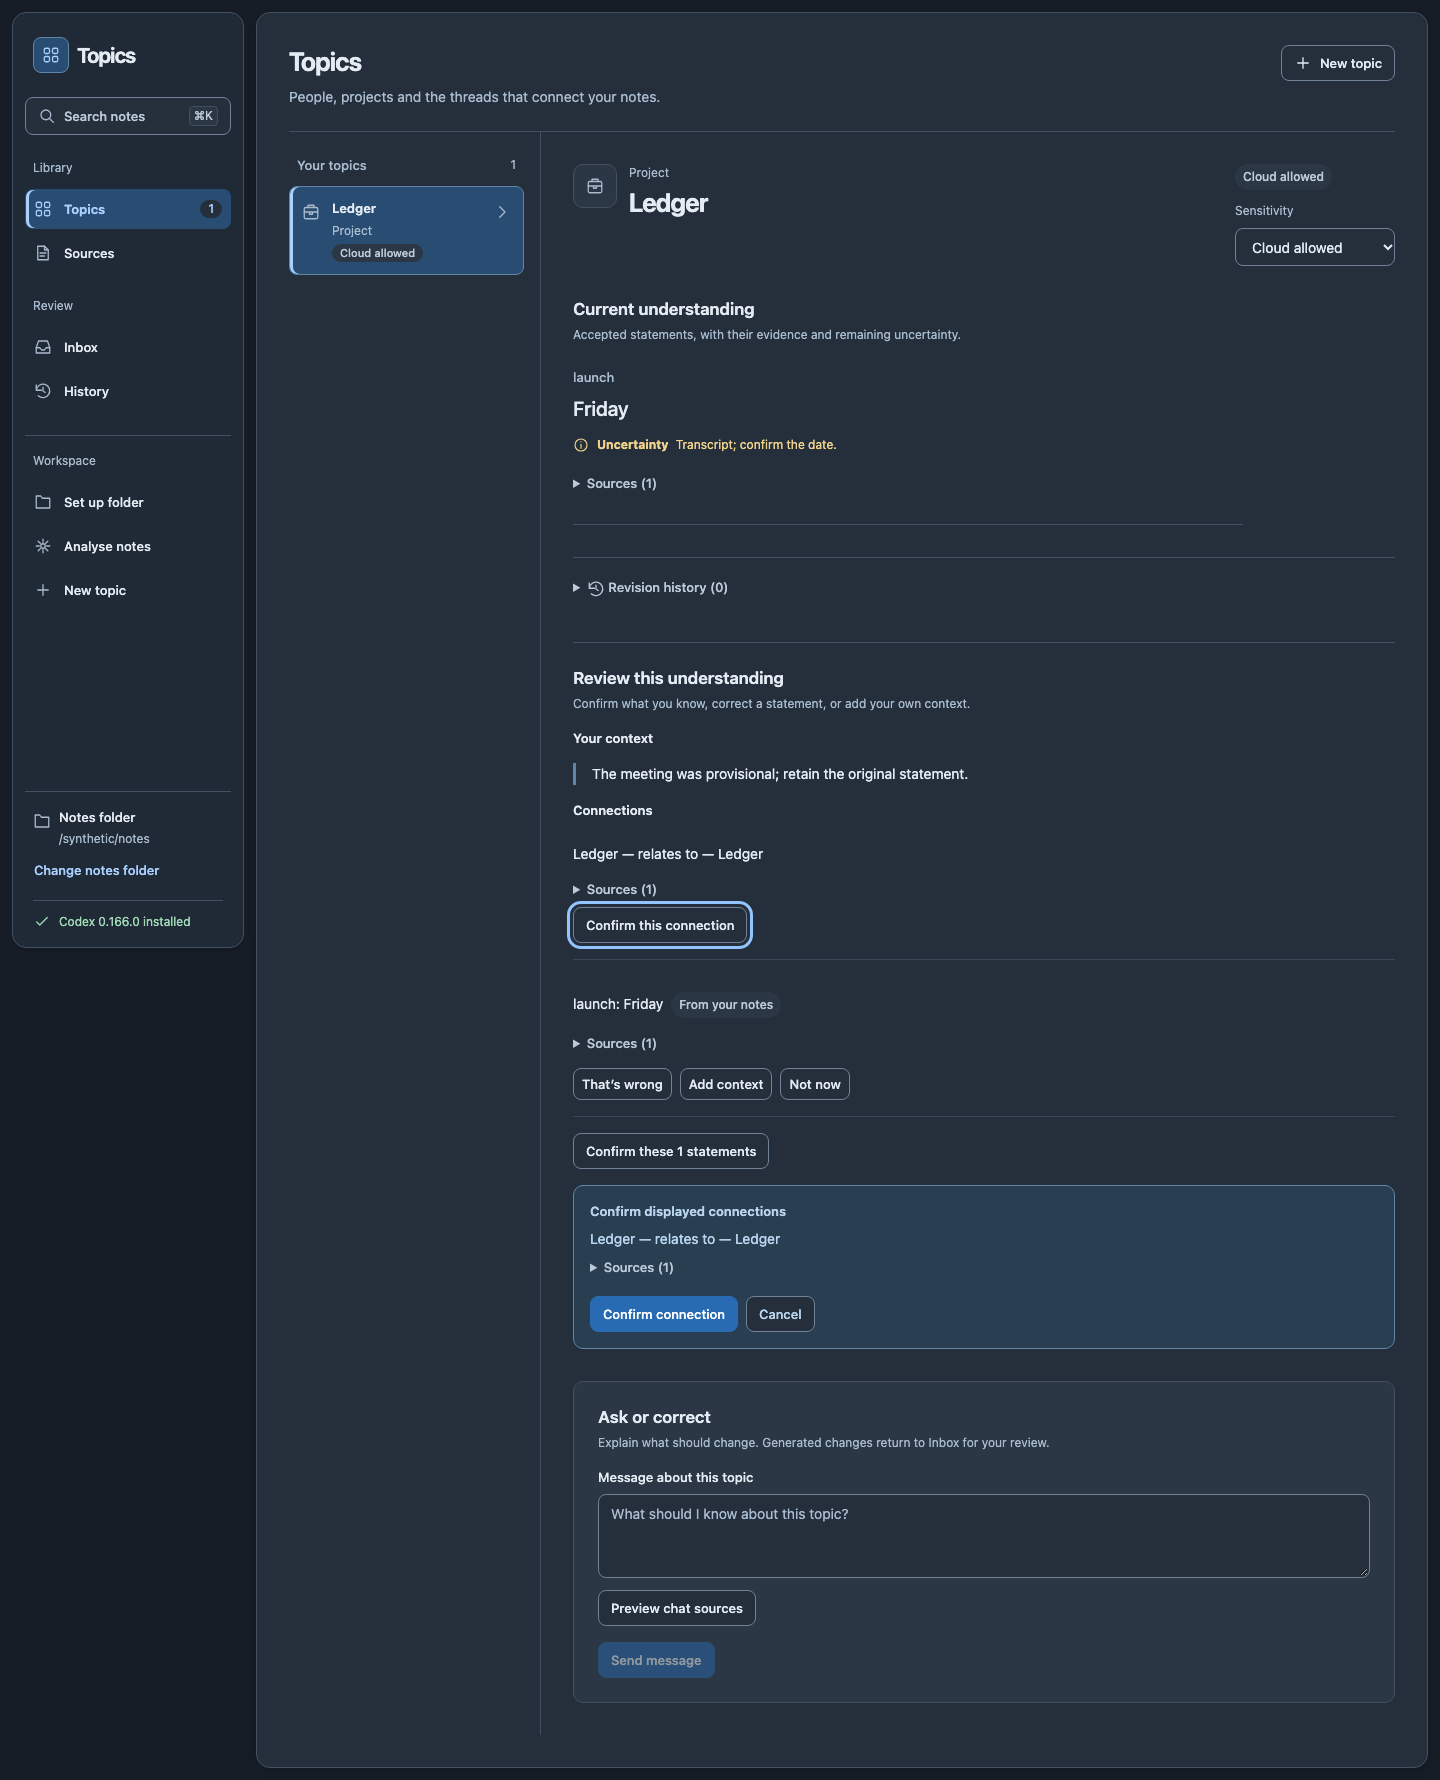 Topics
Search notes
⌘K
Library
Topics
1
Sources
Review
Inbox
History
Workspace
Set up folder
Analyse notes
New topic
Notes folder
/synthetic/notes
Change notes folder
Codex 0.166.0 installed
Topics
People, projects and the threads that connect your notes.
New topic
Your topics
1
Ledger
Project
Cloud allowed
Project
Ledger
Cloud allowed
Sensitivity
Cloud allowed
Current understanding
Accepted statements, with their evidence and remaining uncertainty.
launch
Friday
Uncertainty Transcript; confirm the date.
Sources (1)
Revision history (0)
Review this understanding
Confirm what you know, correct a statement, or add your own context.
Your context
The meeting was provisional; retain the original statement.
Connections
Ledger — relates to — Ledger
Sources (1)
Confirm this connection
launch: Friday From your notes
Sources (1)
That’s wrong
Add context
Not now
Confirm these 1 statements
Confirm displayed connections
Ledger — relates to — Ledger
Sources (1)
Confirm connection
Cancel
Ask or correct
Explain what should change. Generated changes return to Inbox for your review.
Message about this topic
What should I know about this topic?
Preview chat sources
Send message